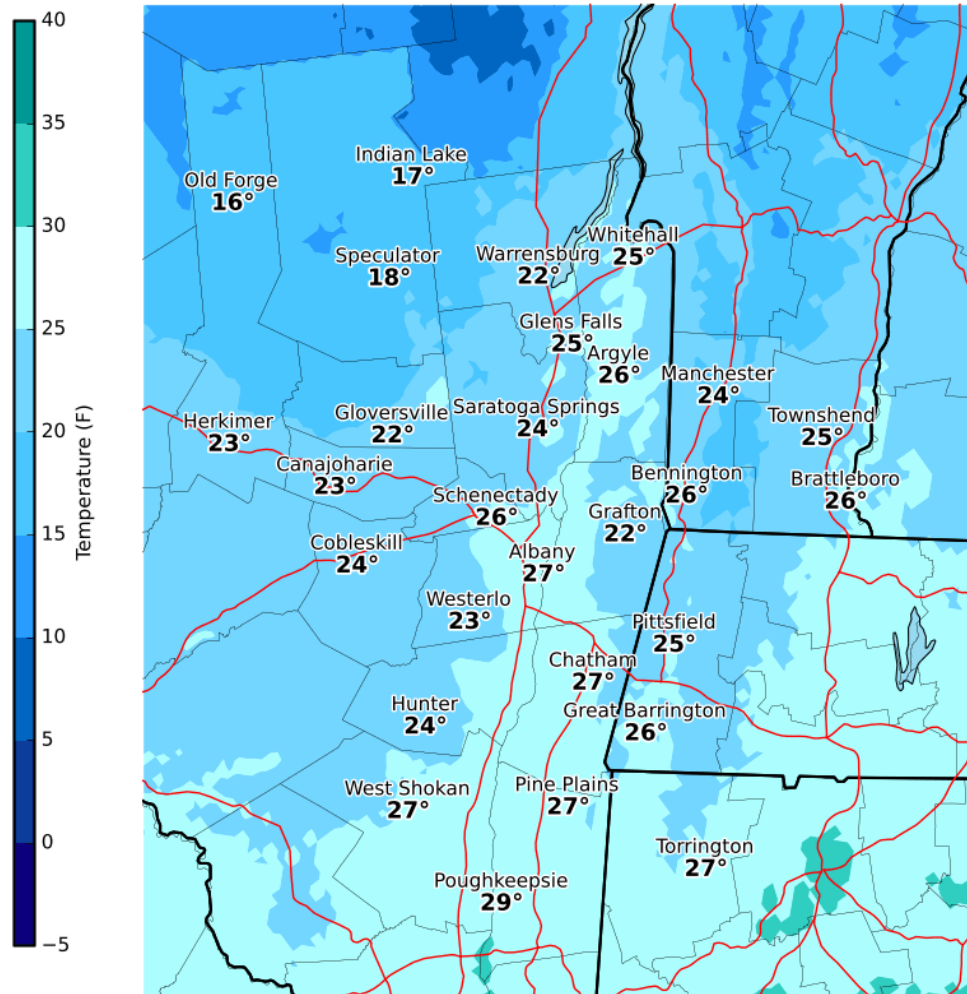 40
35
30
25
20
15
10
5
0
−5
Temperature (F)
Indian Lake
17°
Old Forge
16°
Whitehall
25°
Speculator
18°
Warrensburg
22°
Glens Falls
25°
Argyle
26°
Manchester
24°
Saratoga Springs
24°
Gloversville
22°
Townshend
25°
Herkimer
23°
Canajoharie
23°
Bennington
26°
Brattleboro
26°
Schenectady
26°
Grafton
22°
Cobleskill
24°
Albany
27°
Westerlo
23°
Pittsfield
25°
Chatham
27°
Hunter
24°
Great Barrington
26°
West Shokan
27°
Pine Plains
27°
Torrington
27°
Poughkeepsie
29°